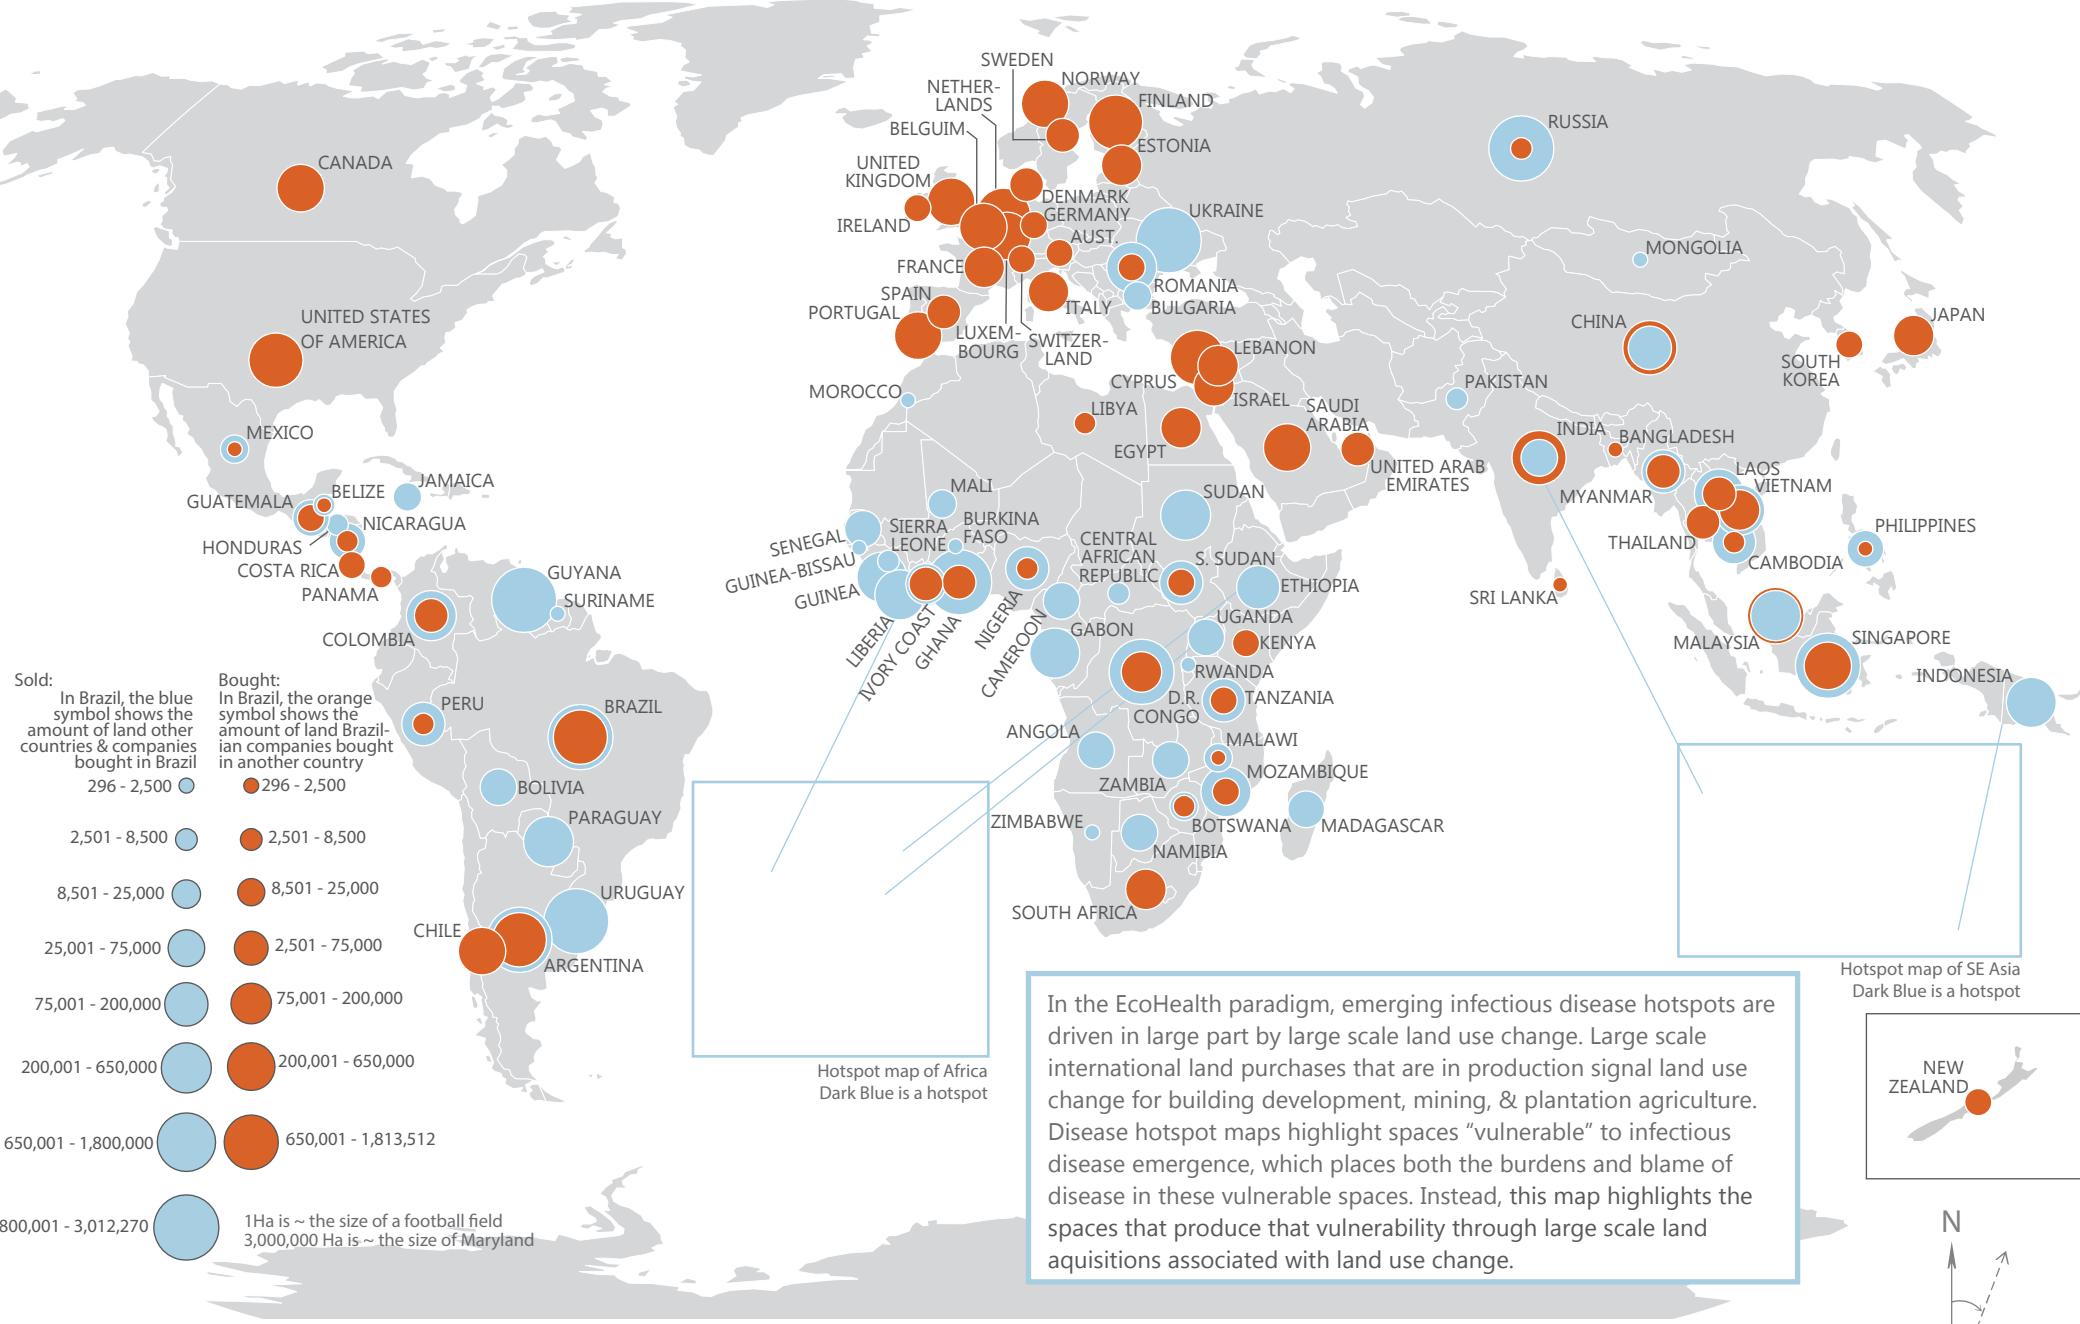 SWEDEN
NORWAY
NETHER-
LANDS
FINLAND
BELGUIM
ESTONIA
RUSSIA
UNITED
KINGDOM
CANADA
DENMARK
GERMANY
IRELAND
UKRAINE
AUST.
MONGOLIA
FRANCE
ROMANIA
SPAIN
ITALY
BULGARIA
PORTUGAL
UNITED STATES
OF AMERICA
LUXEM-
BOURG
SWITZER-
LAND
CHINA
JAPAN
LEBANON
SOUTH
KOREA
CYPRUS
PAKISTAN
MOROCCO
ISRAEL
SAUDI
ARABIA
LIBYA
MEXICO
INDIA
BANGLADESH
EGYPT
UNITED ARAB
EMIRATES
LAOS
JAMAICA
BELIZE
MALI
SUDAN
MYANMAR
VIETNAM
GUATEMALA
NICARAGUA
SIERRA
LEONE
BURKINA
FASO
PHILIPPINES
SENEGAL
CENTRAL
AFRICAN
REPUBLIC
THAILAND
HONDURAS
COSTA RICA
GUINEA-BISSAU
S. SUDAN
CAMBODIA
GUYANA
ETHIOPIA
PANAMA
GUINEA
SRI LANKA
SURINAME
UGANDA
COLOMBIA
LIBERIA
IVORY COAST
GHANA
NIGERIA
CAMEROON
GABON
KENYA
MALAYSIA
SINGAPORE
RWANDA
INDONESIA
Sold:
In Brazil, the blue
symbol shows the
amount of land other
countries & companies
bought in Brazil
Bought:
In Brazil, the orange
symbol shows the
amount of land Brazil-
ian companies bought
in another country
PERU
BRAZIL
D.R.
CONGO
TANZANIA
ANGOLA
MALAWI
ZAMBIA
MOZAMBIQUE
296 - 2,500
296 - 2,500
BOLIVIA
PARAGUAY
ZIMBABWE
BOTSWANA
MADAGASCAR
2,501 - 8,500
2,501 - 8,500
NAMIBIA
8,501 - 25,000
8,501 - 25,000
URUGUAY
SOUTH AFRICA
CHILE
25,001 - 75,000
2,501 - 75,000
ARGENTINA
75,001 - 200,000
75,001 - 200,000
Hotspot map of SE Asia
Dark Blue is a hotspot
200,001 - 650,000
200,001 - 650,000
Hotspot map of Africa
Dark Blue is a hotspot
NEW
ZEALAND
650,001 - 1,800,000
650,001 - 1,813,512
800,001 - 3,012,270
1Ha is ~ the size of a football field
3,000,000 Ha is ~ the size of Maryland
In the EcoHealth paradigm, emerging infectious disease hotspots are
driven in large part by large scale land use change. Large scale
international land purchases that are in production signal land use
change for building development, mining, & plantation agriculture.
Disease hotspot maps highlight spaces “vulnerable” to infectious
disease emergence, which places both the burdens and blame of
disease in these vulnerable spaces. Instead, this map highlights the
spaces that produce that vulnerability through large scale land
aquisitions associated with land use change.
N